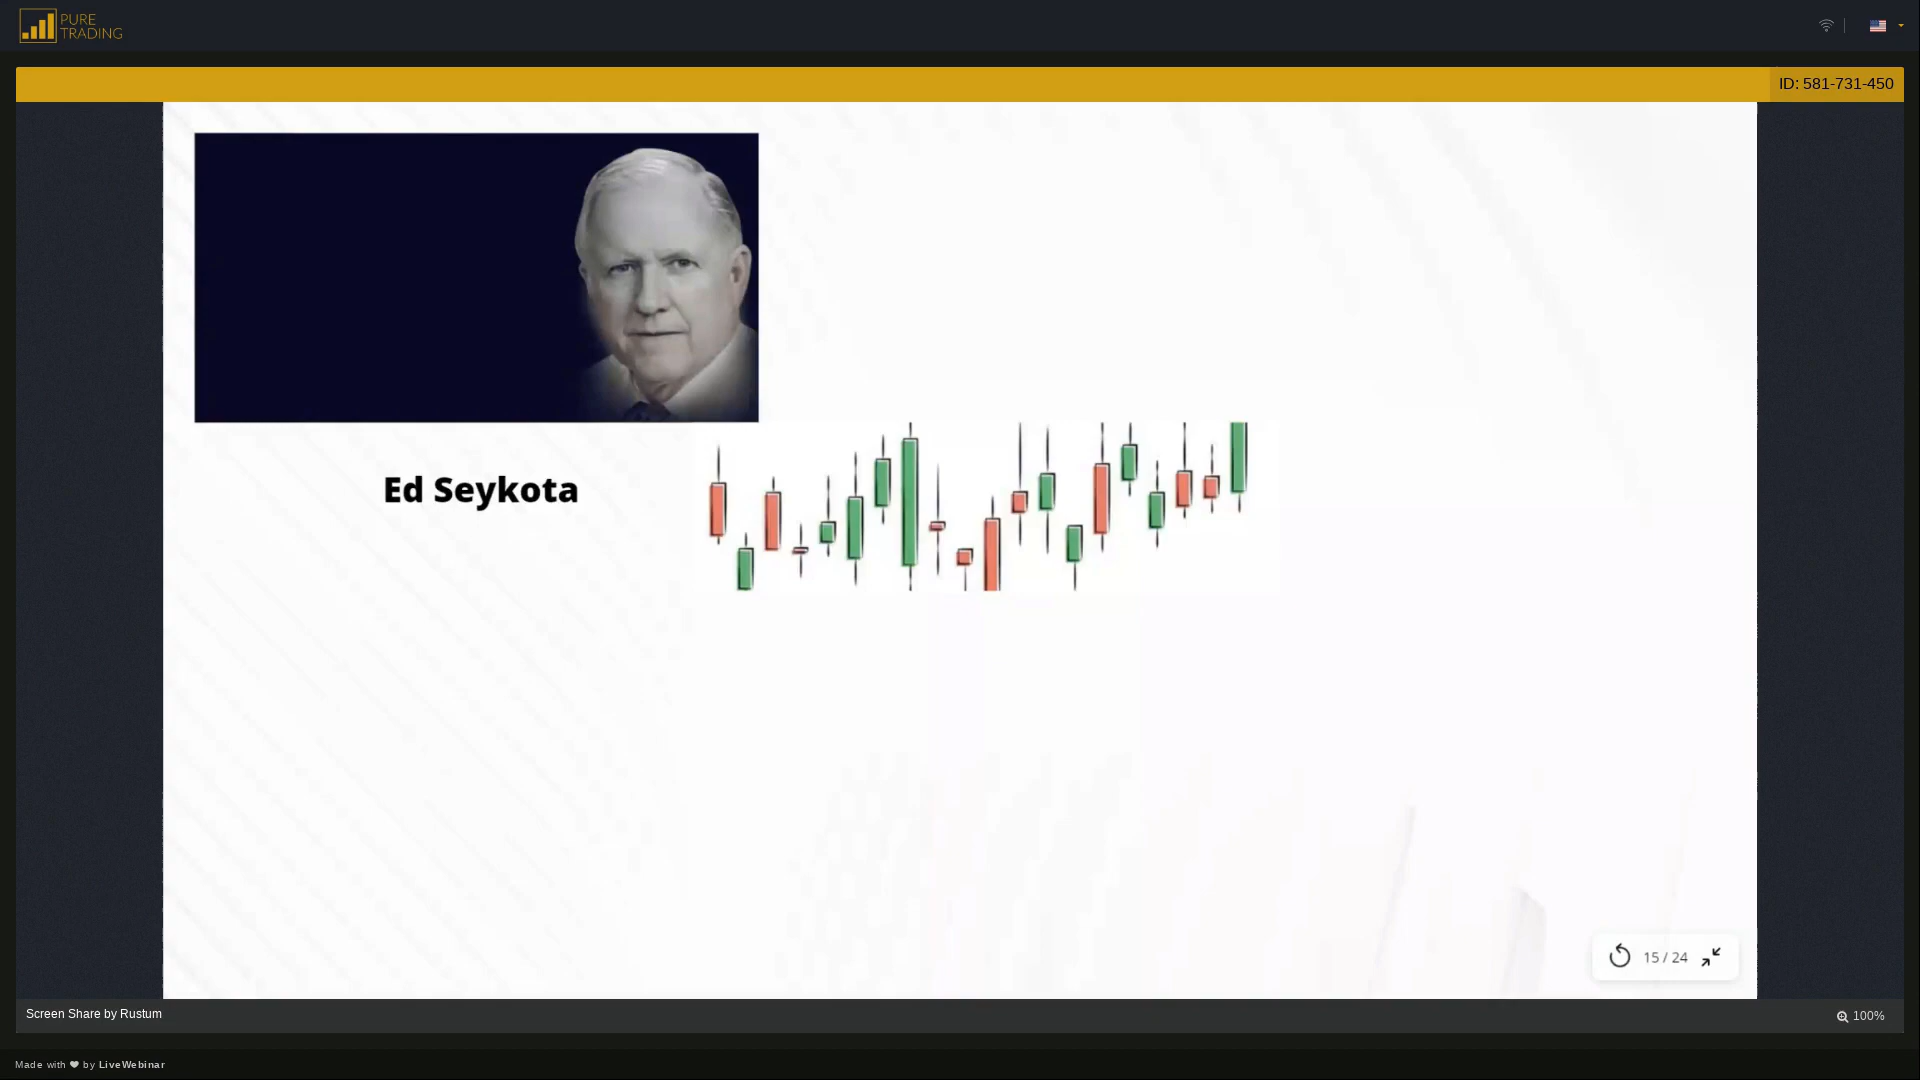 PURE
TRADING
ID: 581-731-450
Ed Seykota
15 / 24
Screen Share by Rustum
100%
Made with by LiveWebinar